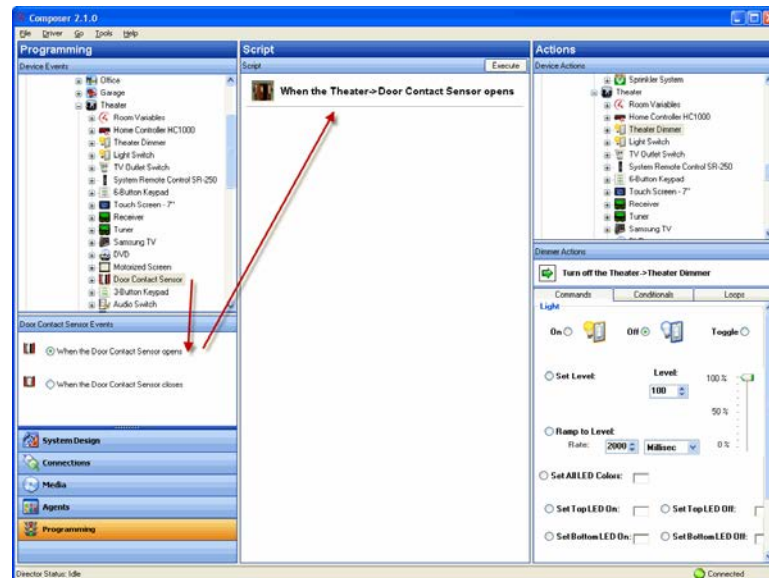 Composer 2.1.0
File Driver Go Tools Help
Programming
Device Events
Office
Garage
Theater
Room Variables
Home Controller HC1000
Theater Dimmer
Light Switch
TV Outlet Switch
System Remote Control SR-250
6-Button Keypad
Touch Screen - 7"
Receiver
Tuner
Samsung TV
DVD
Motorized Screen
Door Contact Sensor
3-Button Keypad
Audio Switch
Door Contact Sensor Events
When the Door Contact Sensor opens
When the Door Contact Sensor closes
System Design
Connections
Media
Agents
Programming
Director Status: Idle
Script
Script Execute
When the Theater->Door Contact Sensor opens
Actions
Device Actions
Sprinkler System
Theater
Room Variables
Home Controller HC1000
Theater Dimmer
Light Switch
TV Outlet Switch
System Remote Control SR-250
6-Button Keypad
Touch Screen - 7"
Receiver
Tuner
Samsung TV
Dimmer Actions
Turn off the Theater->Theater Dimmer
Commands Conditionals Loops
Light
On Off Toggle
Set Level: Level: 100 %
100
50 %
Ramp to Level:
Rate: 2000 Millisec 0 %
Set All LED Colors:
Set Top LED On: Set Top LED Off:
Set Bottom LED On: Set Bottom LED Off:
Connected